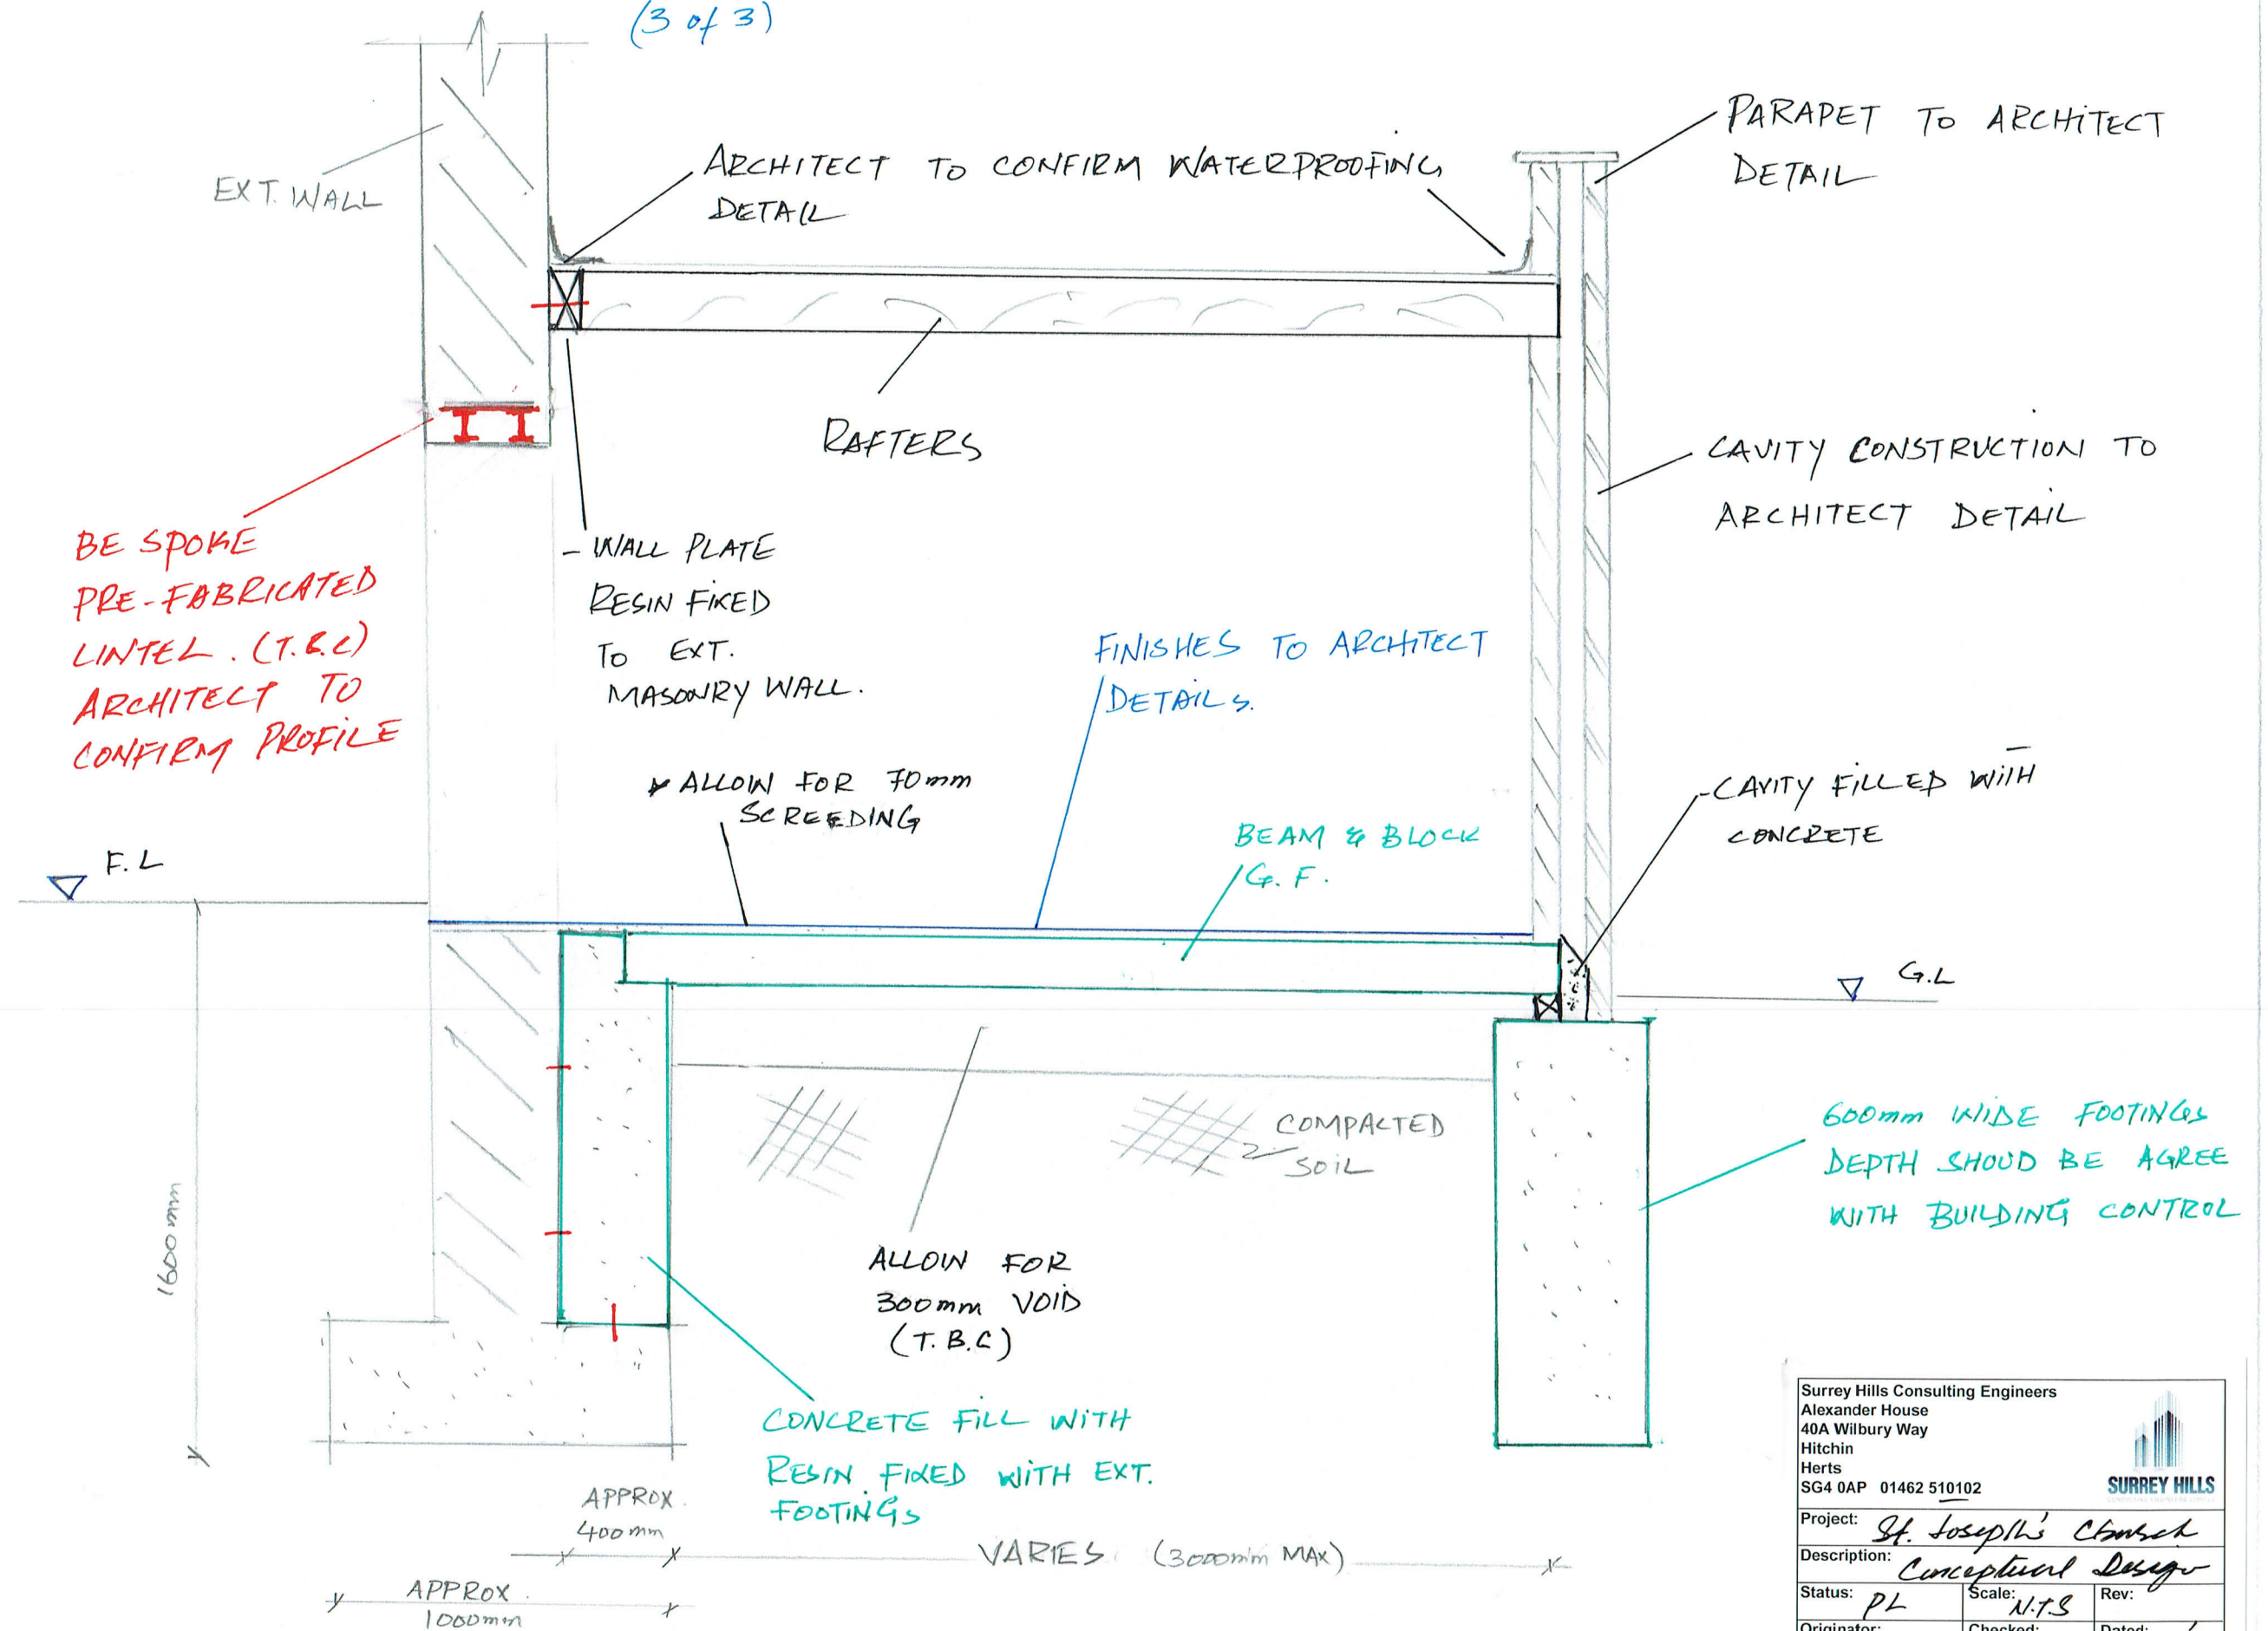 (3 of 3)
EXT. WALL
ARCHITECT TO CONFIRM WATERPROOFING
DETAIL
PARAPET TO ARCHITECT
DETAIL
RAFTERS
CAVITY CONSTRUCTION TO
ARCHITECT DETAIL
BE SPOKE
PRE-FABRICATED
LINTEL. (T.B.C)
ARCHITECT TO
CONFIRM PROFILE
- WALL PLATE
RESIN FIXED
TO EXT.
MASONRY WALL.
FINISHES TO ARCHITECT
DETAILS.
ALLOW FOR 70mm
SCREEDING
BEAM & BLOCK
G.F.
- CAVITY FILLED WITH
CONCRETE
F.L
G.L
1600mm
COMPACTED
SOIL
600mm WIDE FOOTINGS
DEPTH SHOUD BE AGREE
WITH BUILDING CONTROL
ALLOW FOR
300mm VOID
(T.B.C)
CONCRETE FILL WITH
RESIN FIXED WITH EXT.
FOOTINGS
APPROX.
400mm
VARIES (3000mm MAX)
APPROX.
1000mm
Surrey Hills Consulting Engineers
Alexander House
40A Wilbury Way
Hitchin
Herts
SG4 0AP 01462 510102
SURREY HILLS
Project: St. Joseph's Church
Description: Conceptual Design
Status: PL
Scale: N.T.S
Rev:
Originator:
Checked:
Dated: